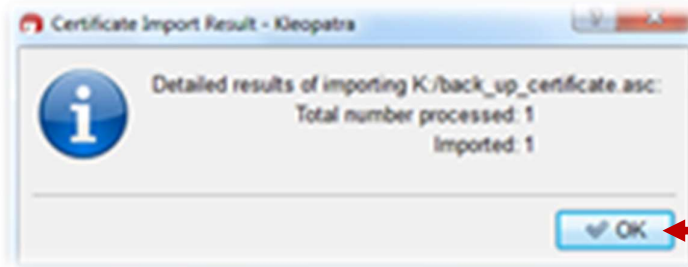 Certificate Import Result - Kleopatra
Detailed results of importing K:/back_up_certificate.asc:
Total number processed: 1
Imported: 1
OK